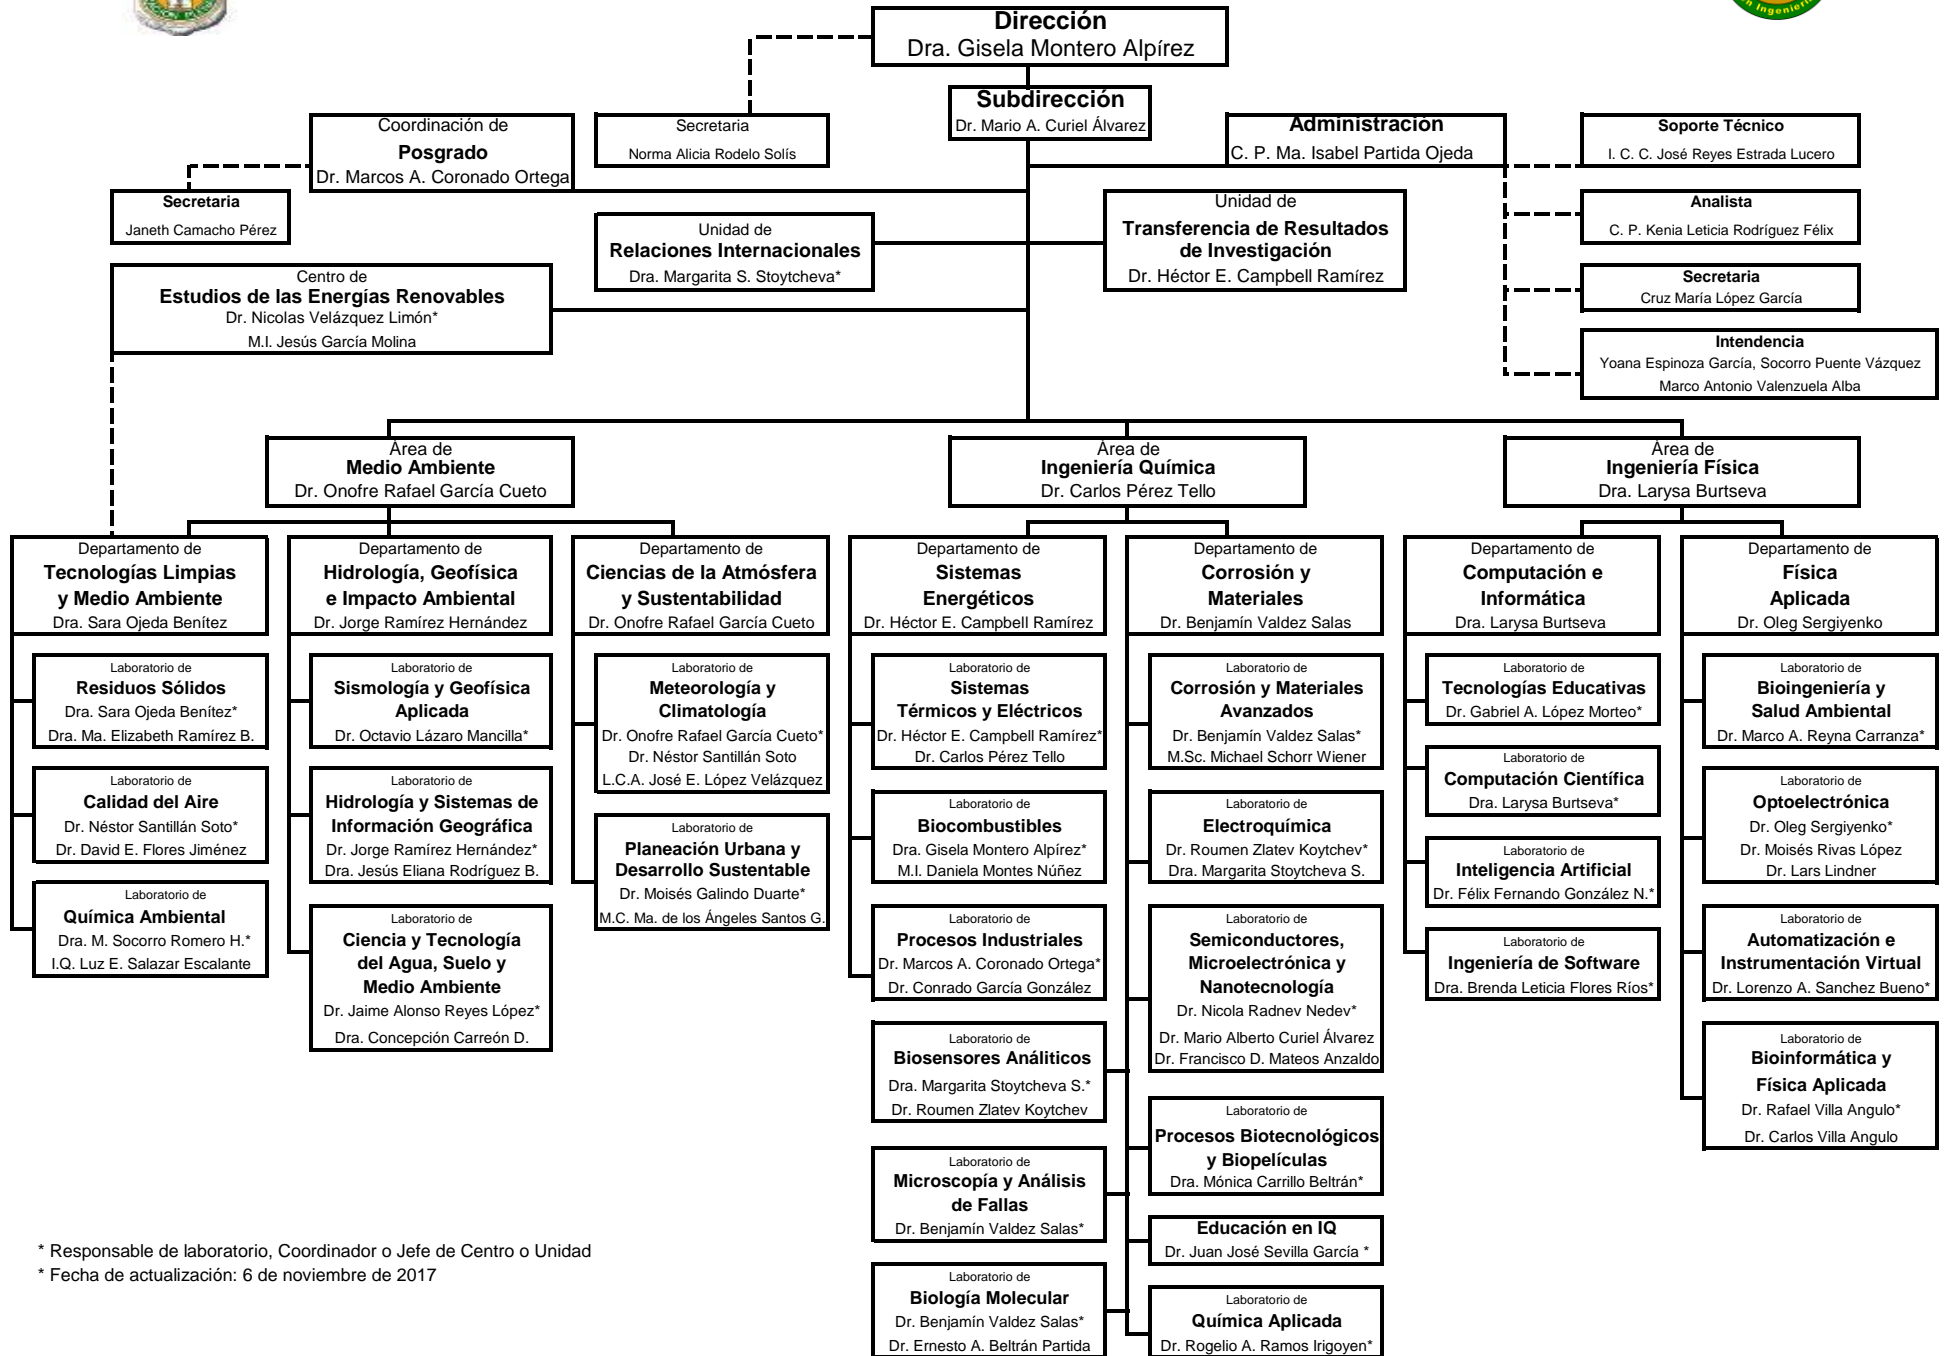 Dirección
Dra. Gisela Montero Alpírez
Subdirección
Dr. Mario A. Curiel Álvarez
Coordinación de
Posgrado
Dr. Marcos A. Coronado Ortega
Secretaria
Norma Alicia Rodelo Solís
Administración
C. P. Ma. Isabel Partida Ojeda
Soporte Técnico
I. C. C. José Reyes Estrada Lucero
Secretaria
Janeth Camacho Pérez
Unidad de
Relaciones Internacionales
Dra. Margarita S. Stoytcheva*
Unidad de
Transferencia de Resultados
de Investigación
Dr. Héctor E. Campbell Ramírez
Analista
C. P. Kenia Leticia Rodríguez Félix
Centro de
Estudios de las Energías Renovables
Dr. Nicolas Velázquez Limón*
M.I. Jesús García Molina
Secretaria
Cruz María López García
Intendencia
Yoana Espinoza García, Socorro Puente Vázquez
Marco Antonio Valenzuela Alba
Área de
Medio Ambiente
Dr. Onofre Rafael García Cueto
Área de
Ingeniería Química
Dr. Carlos Pérez Tello
Área de
Ingeniería Física
Dra. Larysa Burtseva
Departamento de
Tecnologías Limpias
y Medio Ambiente
Dra. Sara Ojeda Benítez
Departamento de
Hidrología, Geofísica
e Impacto Ambiental
Dr. Jorge Ramírez Hernández
Departamento de
Ciencias de la Atmósfera
y Sustentabilidad
Dr. Onofre Rafael García Cueto
Departamento de
Sistemas
Energéticos
Dr. Héctor E. Campbell Ramírez
Departamento de
Corrosión y
Materiales
Dr. Benjamín Valdez Salas
Departamento de
Computación e
Informática
Dra. Larysa Burtseva
Departamento de
Física
Aplicada
Dr. Oleg Sergiyenko
Laboratorio de
Residuos Sólidos
Dra. Sara Ojeda Benítez*
Dra. Ma. Elizabeth Ramírez B.
Laboratorio de
Calidad del Aire
Dr. Néstor Santillán Soto*
Dr. David E. Flores Jiménez
Laboratorio de
Química Ambiental
Dra. M. Socorro Romero H.*
I.Q. Luz E. Salazar Escalante
Laboratorio de
Sismología y Geofísica
Aplicada
Dr. Octavio Lázaro Mancilla*
Laboratorio de
Hidrología y Sistemas de
Información Geográfica
Dr. Jorge Ramírez Hernández*
Dra. Jesús Eliana Rodríguez B.
Laboratorio de
Ciencia y Tecnología
del Agua, Suelo y
Medio Ambiente
Dr. Jaime Alonso Reyes López*
Dra. Concepción Carreón D.
Laboratorio de
Meteorología y
Climatología
Dr. Onofre Rafael García Cueto*
Dr. Néstor Santillán Soto
L.C.A. José E. López Velázquez
Laboratorio de
Planeación Urbana y
Desarrollo Sustentable
Dr. Moisés Galindo Duarte*
M.C. Ma. de los Ángeles Santos G.
Laboratorio de
Sistemas
Térmicos y Eléctricos
Dr. Héctor E. Campbell Ramírez*
Dr. Carlos Pérez Tello
Laboratorio de
Biocombustibles
Dra. Gisela Montero Alpírez*
M.I. Daniela Montes Núñez
Laboratorio de
Procesos Industriales
Dr. Marcos A. Coronado Ortega*
Dr. Conrado García González
Laboratorio de
Biosensores Análiticos
Dra. Margarita Stoytcheva S.*
Dr. Roumen Zlatev Koytchev
Laboratorio de
Microscopía y Análisis
de Fallas
Dr. Benjamín Valdez Salas*
Laboratorio de
Biología Molecular
Dr. Benjamín Valdez Salas*
Dr. Ernesto A. Beltrán Partida
Laboratorio de
Corrosión y Materiales
Avanzados
Dr. Benjamín Valdez Salas*
M.Sc. Michael Schorr Wiener
Laboratorio de
Electroquímica
Dr. Roumen Zlatev Koytchev*
Dra. Margarita Stoytcheva S.
Laboratorio de
Semiconductores,
Microelectrónica y
Nanotecnología
Dr. Nicola Radnev Nedev*
Dr. Mario Alberto Curiel Álvarez
Dr. Francisco D. Mateos Anzaldo
Laboratorio de
Procesos Biotecnológicos
y Biopelículas
Dra. Mónica Carrillo Beltrán*
Educación en IQ
Dr. Juan José Sevilla García *
Laboratorio de
Química Aplicada
Dr. Rogelio A. Ramos Irigoyen*
Laboratorio de
Tecnologías Educativas
Dr. Gabriel A. López Morteo*
Laboratorio de
Computación Científica
Dra. Larysa Burtseva*
Laboratorio de
Inteligencia Artificial
Dr. Félix Fernando González N.*
Laboratorio de
Ingeniería de Software
Dra. Brenda Leticia Flores Ríos*
Laboratorio de
Bioingeniería y
Salud Ambiental
Dr. Marco A. Reyna Carranza*
Laboratorio de
Optoelectrónica
Dr. Oleg Sergiyenko*
Dr. Moisés Rivas López
Dr. Lars Lindner
Laboratorio de
Automatización e
Instrumentación Virtual
Dr. Lorenzo A. Sanchez Bueno*
Laboratorio de
Bioinformática y
Física Aplicada
Dr. Rafael Villa Angulo*
Dr. Carlos Villa Angulo
* Responsable de laboratorio, Coordinador o Jefe de Centro o Unidad
* Fecha de actualización: 6 de noviembre de 2017